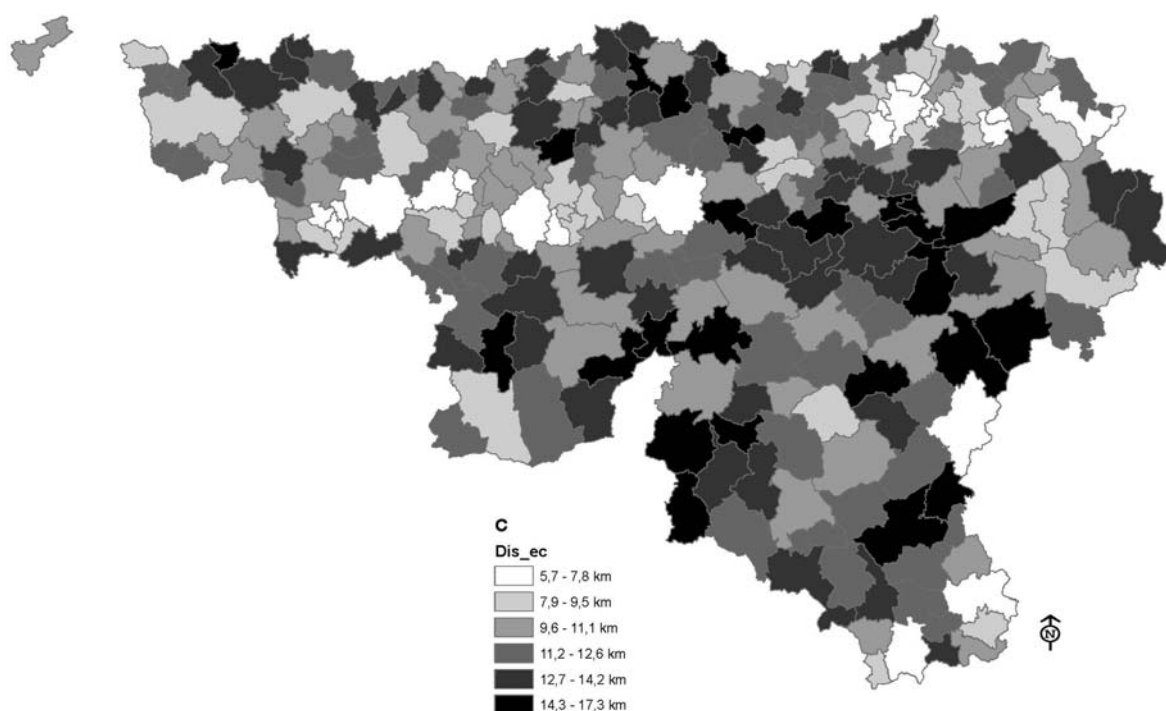 C
Dis_ec
5,7 - 7,8 km
7,9 - 9,5 km
9,6 - 11,1 km
11,2 - 12,6 km
12,7 - 14,2 km
14,3 - 17,3 km
N